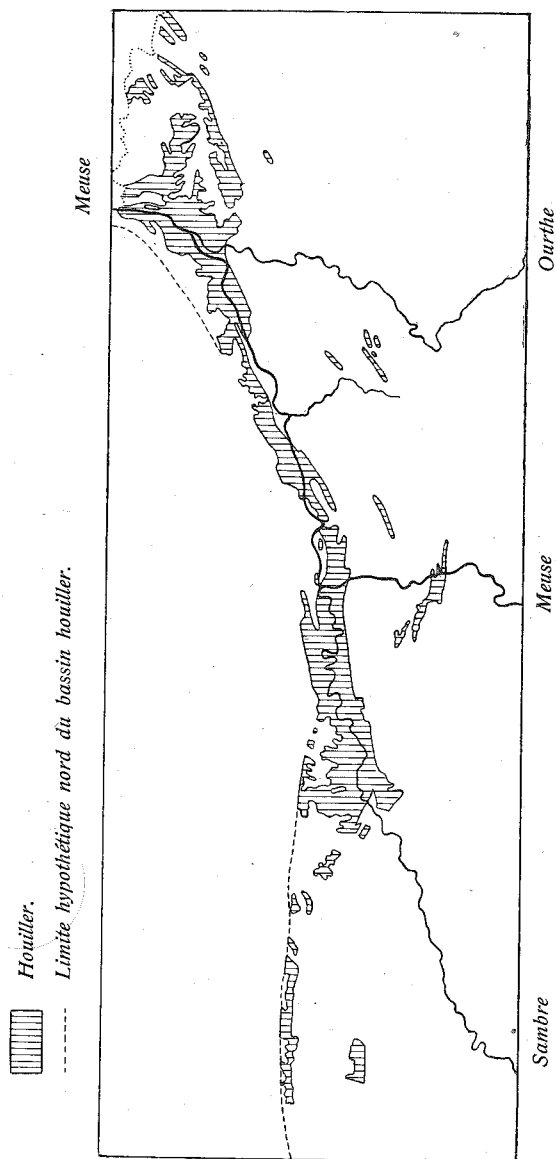 Houiller.
Limite hypothétique nord du bassin houiller.
Meuse
Sambre
Meuse
Ourthe